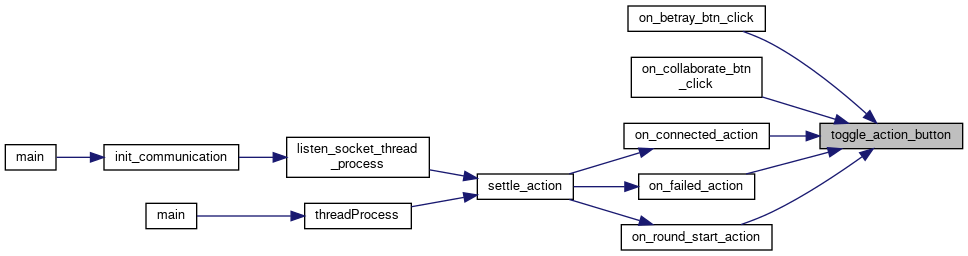 on_betray_btn_click
on_collaborate_btn
_click
toggle_action_button
on_connected_action
main
init_communication
listen_socket_thread
_process
settle_action
on_failed_action
main
threadProcess
on_round_start_action